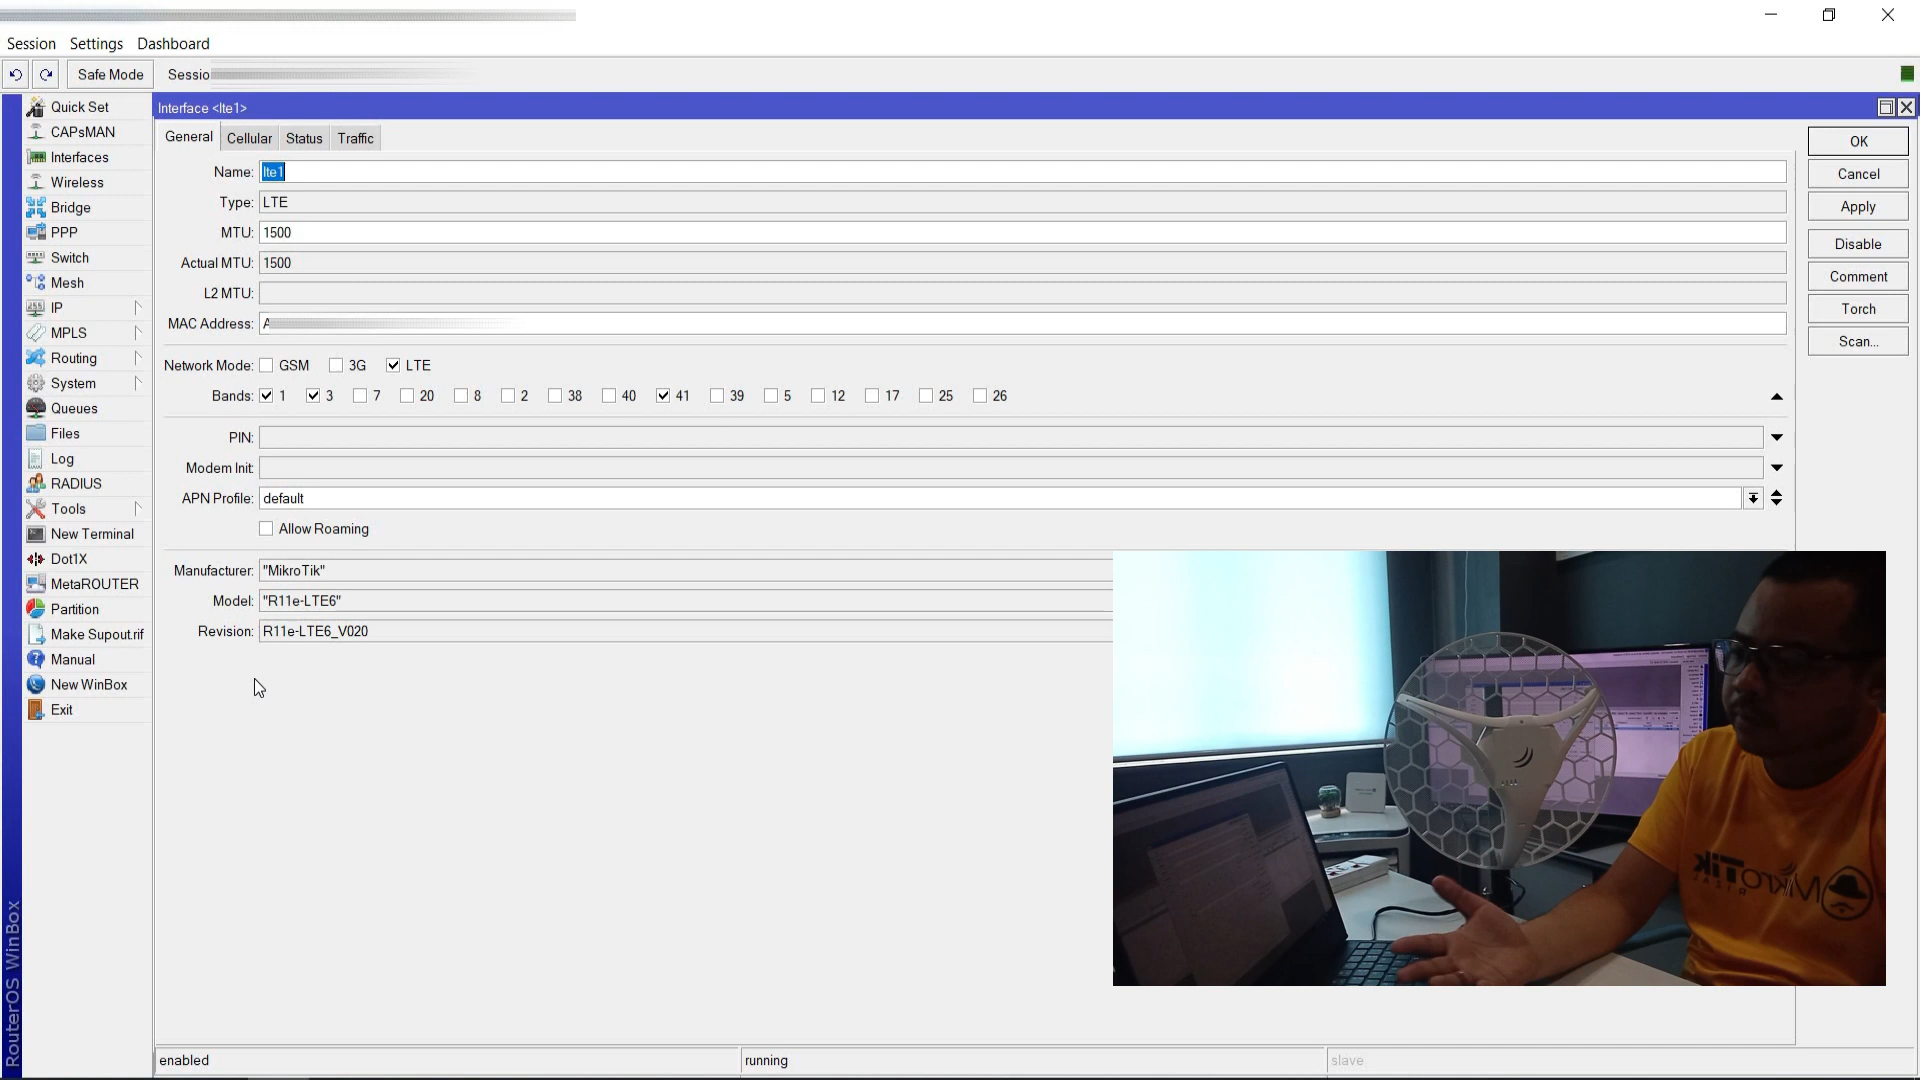 Session Settings Dashboard
Safe Mode Sessio
Quick Set
CAPsMAN
Interfaces
Wireless
Bridge
PPP
Switch
Mesh
IP
MPLS
Routing
System
Queues
Files
Log
RADIUS
Tools
New Terminal
Dot1X
MetaROUTER
Partition
Make Supout.rif
Manual
New WinBox
Exit
RouterOS WinBox
Interface <lte1>
General Cellular Status Traffic
Name: lte1
Type: LTE
MTU: 1500
Actual MTU: 1500
L2 MTU:
MAC Address: A
Network Mode: GSM 3G LTE
Bands: 1 3 7 20 8 2 38 40 41 39 5 12 17 25 26
PIN:
Modem Init:
APN Profile: default
Allow Roaming
Manufacturer: "MikroTik"
Model: "R11e-LTE6"
Revision: R11e-LTE6_V020
OK
Cancel
Apply
Disable
Comment
Torch
Scan...
MikroTik
RIZAL
enabled running slave